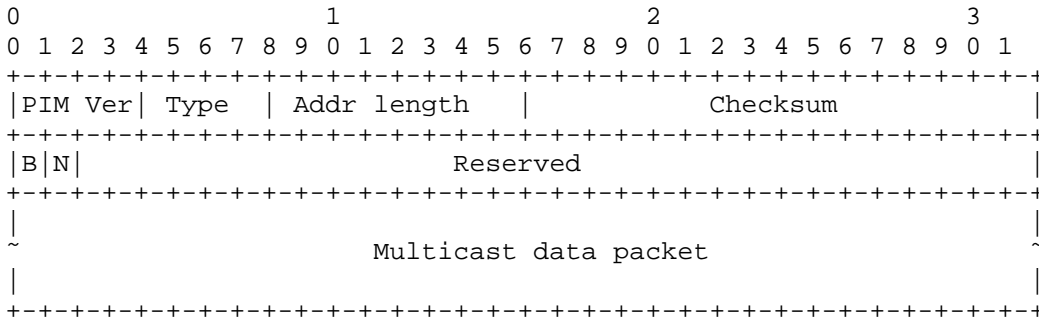 0                   1                   2                   3
0 1 2 3 4 5 6 7 8 9 0 1 2 3 4 5 6 7 8 9 0 1 2 3 4 5 6 7 8 9 0 1
+-+-+-+-+-+-+-+-+-+-+-+-+-+-+-+-+-+-+-+-+-+-+-+-+-+-+-+-+-+-+-+-+
|PIM Ver| Type  | Addr length   |           Checksum            |
+-+-+-+-+-+-+-+-+-+-+-+-+-+-+-+-+-+-+-+-+-+-+-+-+-+-+-+-+-+-+-+-+
|B|N|                       Reserved                            |
+-+-+-+-+-+-+-+-+-+-+-+-+-+-+-+-+-+-+-+-+-+-+-+-+-+-+-+-+-+-+-+-+
|                                                               |
~                      Multicast data packet                    ~
|                                                               |
+-+-+-+-+-+-+-+-+-+-+-+-+-+-+-+-+-+-+-+-+-+-+-+-+-+-+-+-+-+-+-+-+